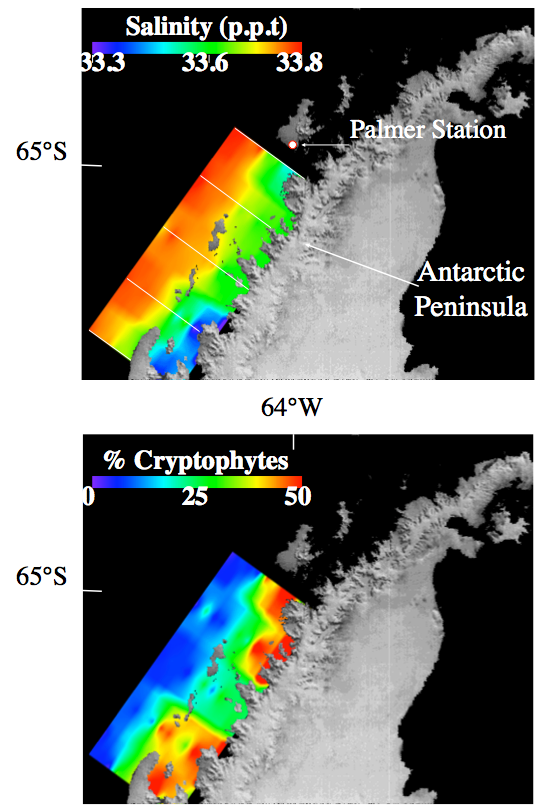 Salinity (p.p.t)
33.3 33.6 33.8
65°S
Palmer Station
Antarctic
Peninsula
64°W
% Cryptophytes
0 25 50
65°S